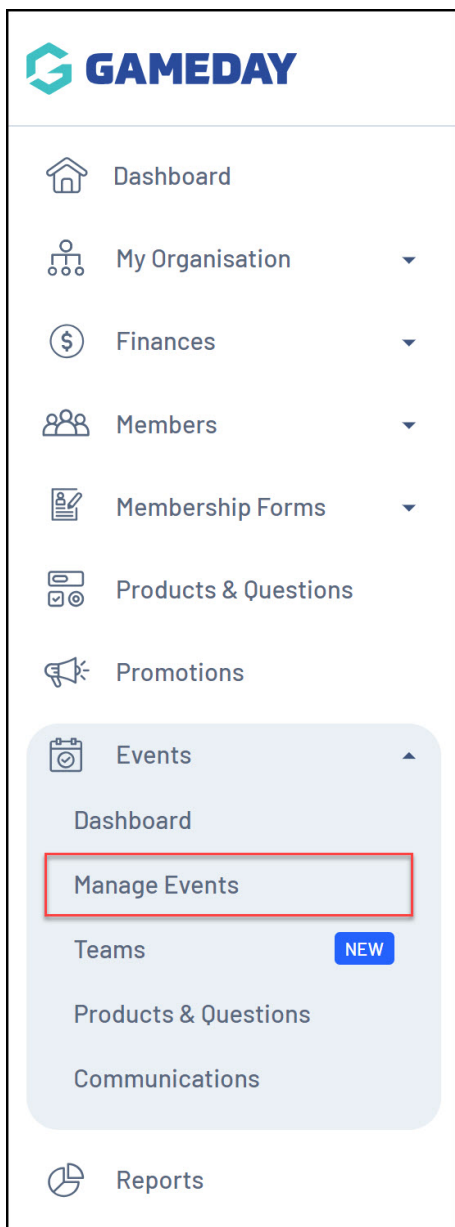 GAMEDAY
Dashboard
My Organisation
Finances
Members
Membership Forms
Products & Questions
Promotions
Events
Dashboard
Manage Events
Teams NEW
Products & Questions
Communications
Reports